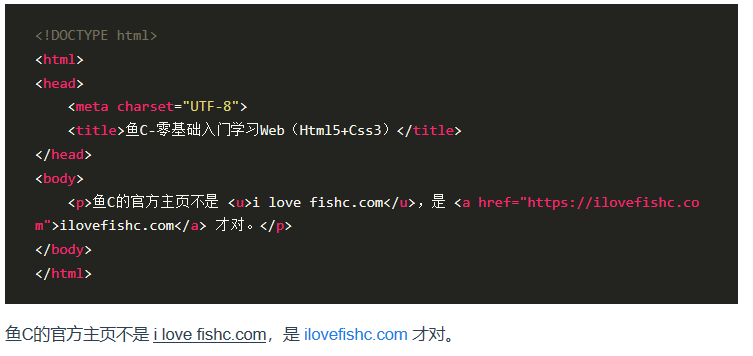 <!DOCTYPE html>
<html>
<head>
    <meta charset="UTF-8">
    <title>鱼C-零基础入门学习Web（Html5+Css3）</title>
</head>
<body>
    <p>鱼C的官方主页不是 <u>i love fishc.com</u>，是 <a href="https://ilovefishc.co
m">ilovefishc.com</a> 才对。</p>
</body>
</html>
鱼C的官方主页不是 i love fishc.com，是 ilovefishc.com 才对。